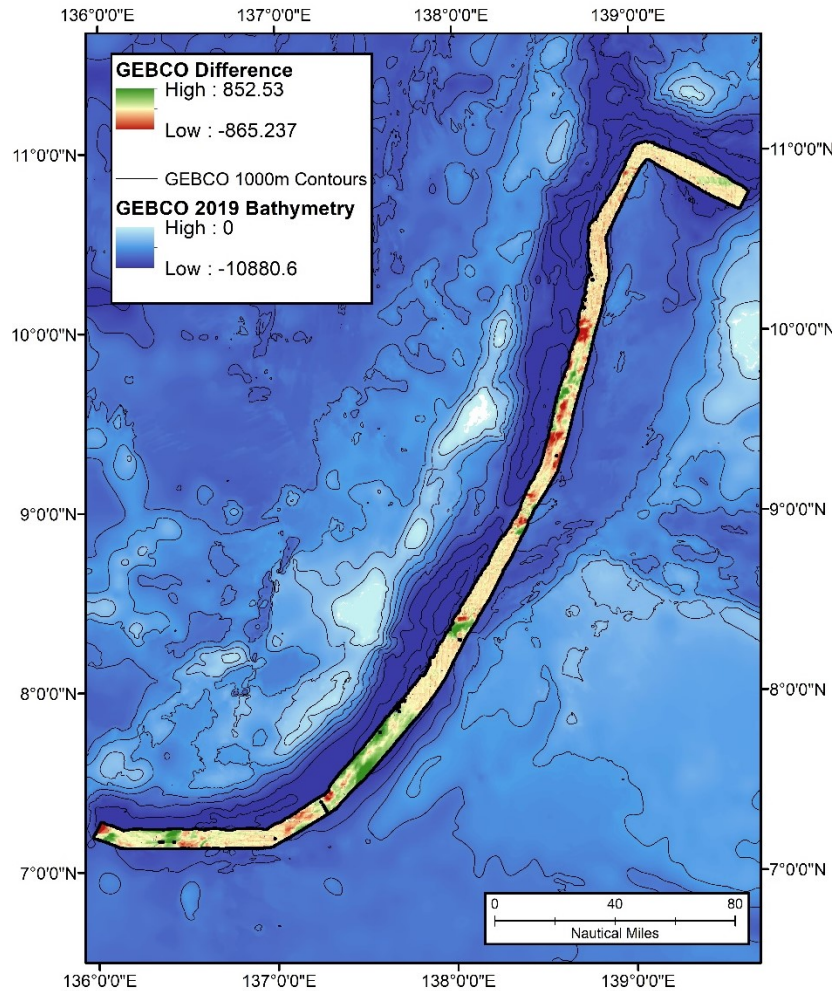 136°0'0"E 137°0'0"E 138°0'0"E 139°0'0"E
GEBCO Difference
High : 852.53
Low : -865.237
GEBCO 1000m Contours
GEBCO 2019 Bathymetry
High : 0
Low : -10880.6
11°0'0"N 11°0'0"N
10°0'0"N 10°0'0"N
9°0'0"N 9°0'0"N
8°0'0"N 8°0'0"N
7°0'0"N 7°0'0"N
0 40 80
Nautical Miles
136°0'0"E 137°0'0"E 138°0'0"E 139°0'0"E